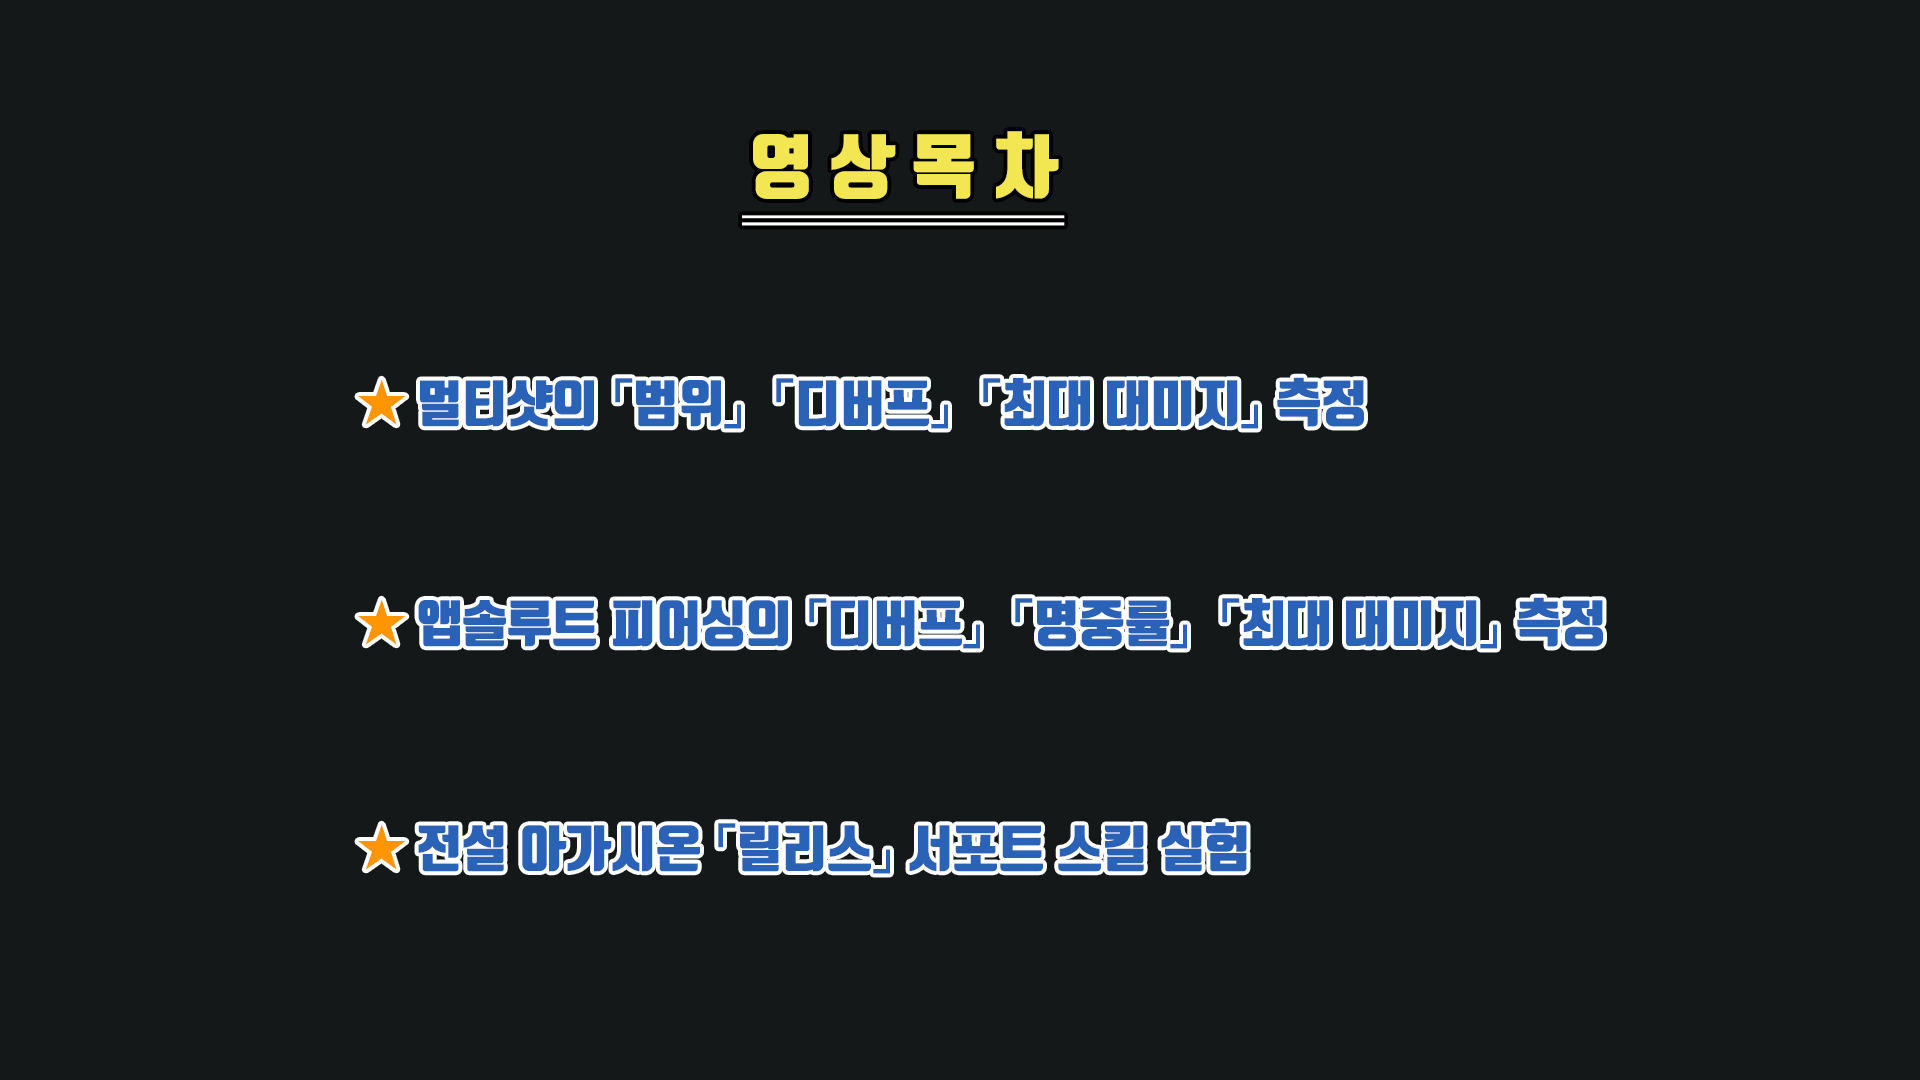 영상목차
★ 멀티샷의 「범위」 「디버프」 「최대 대미지」 측정
★ 앱솔루트 피어싱의 「디버프」 「명중률」 「최대 대미지」 측정
★ 전설 아가시온 「릴리스」 서포트 스킬 실험